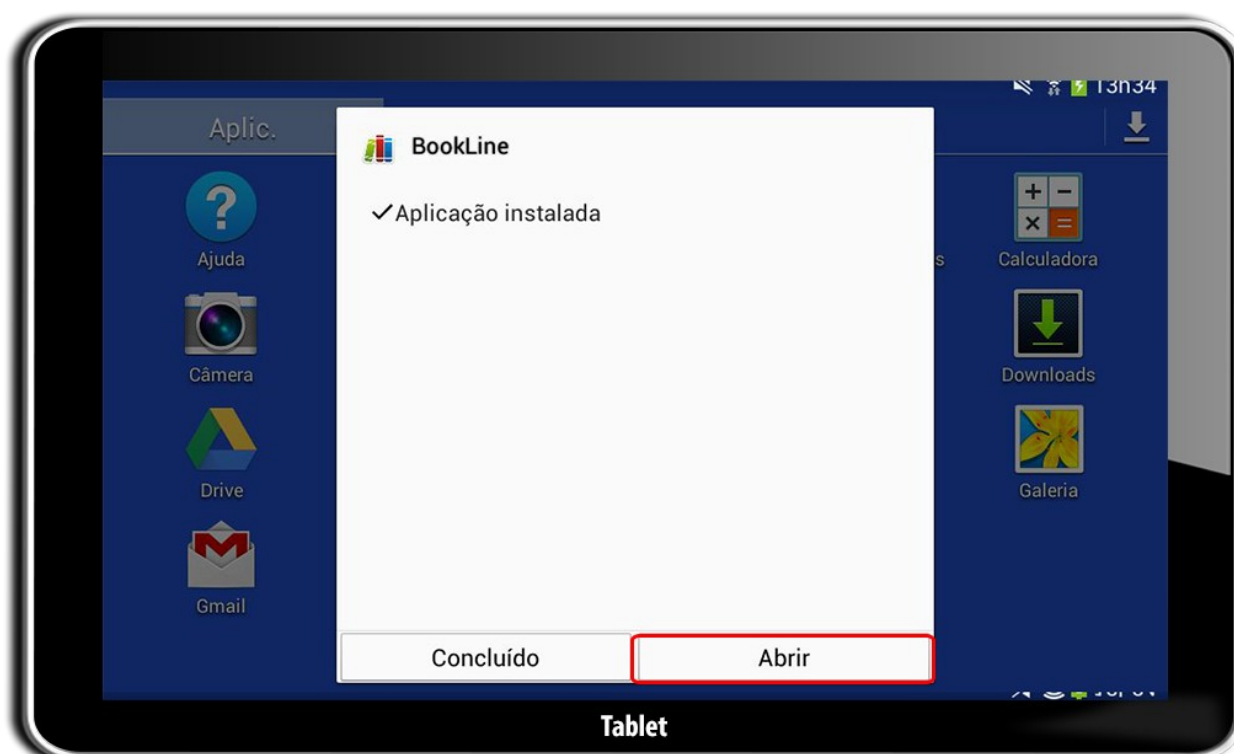 13h34
Aplic.
BookLine
Aplicação instalada
Ajuda
s
Calculadora
Câmera
Downloads
Drive
Galeria
Gmail
Concluído
Abrir
Tablet